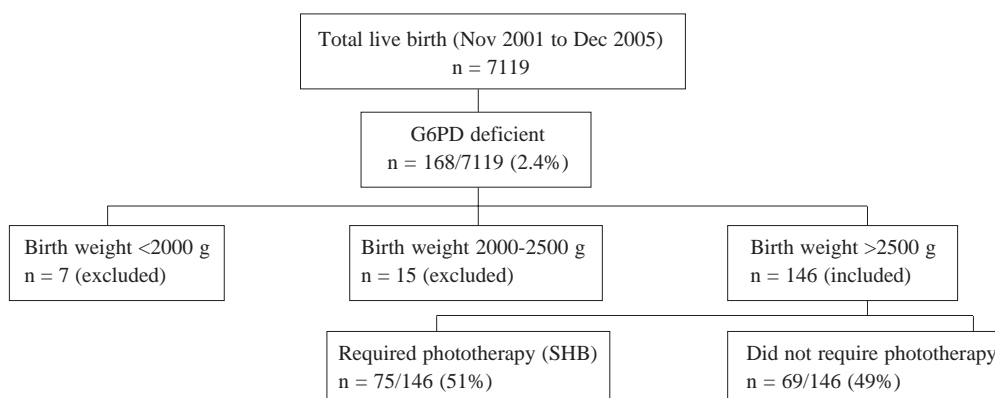 Total live birth (Nov 2001 to Dec 2005)
n = 7119
G6PD deficient
n = 168/7119 (2.4%)
Birth weight <2000 g
n = 7 (excluded)
Birth weight 2000-2500 g
n = 15 (excluded)
Birth weight >2500 g
n = 146 (included)
Required phototherapy (SHB)
n = 75/146 (51%)
Did not require phototherapy
n = 69/146 (49%)